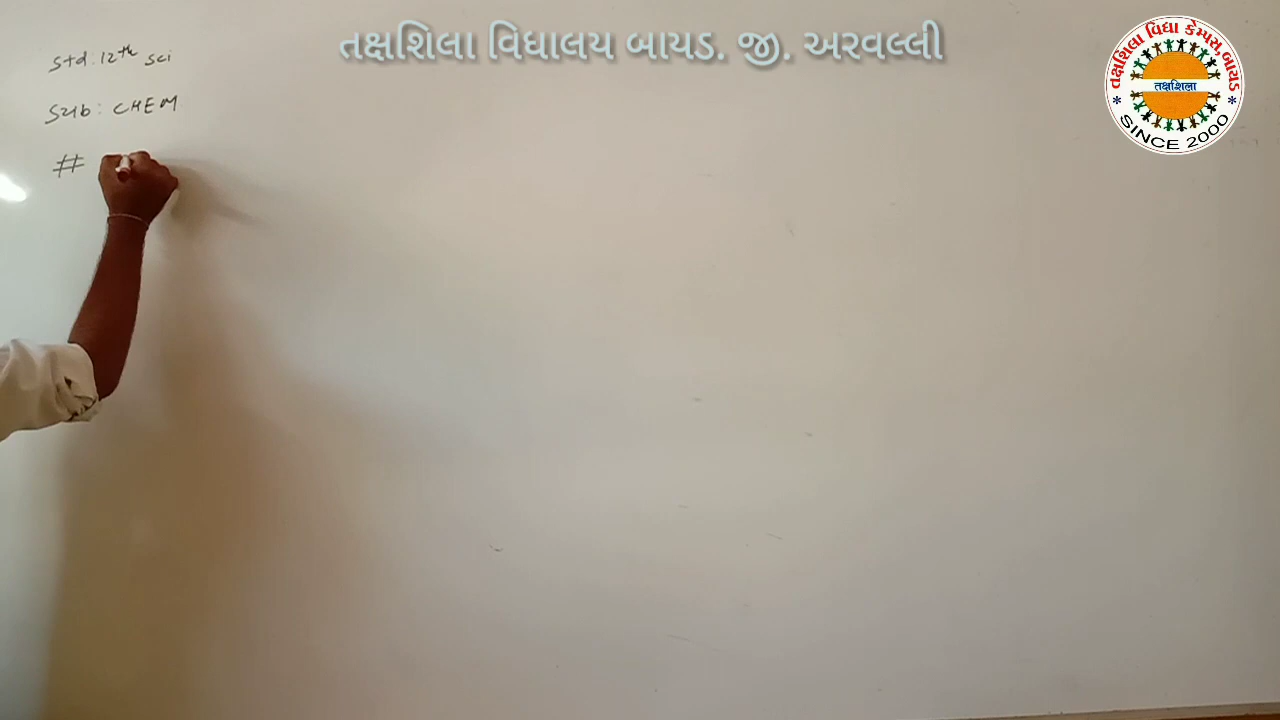 તક્ષશિલા વિધાલય બાયડ. જી. અરવલ્લી
std: 12th sci
Sub: CHEM
#
તક્ષશિલા વિદ્યા કેમ્પસ, બાયડ
તક્ષશિલા
* SINCE 2000 *